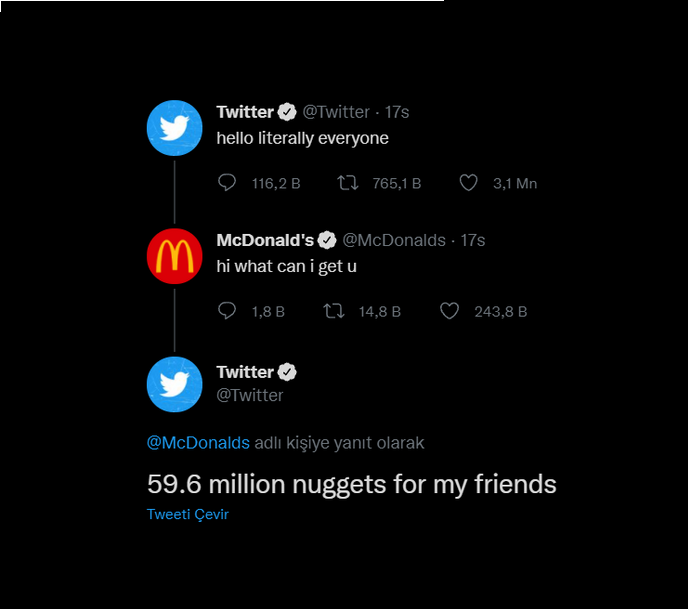 Twitter @Twitter · 17s
hello literally everyone
116,2 B 765,1 B 3,1 Mn
McDonald's @McDonalds · 17s
hi what can i get u
1,8 B 14,8 B 243,8 B
Twitter
@Twitter
@McDonalds adlı kişiye yanıt olarak
59.6 million nuggets for my friends
Tweeti Çevir